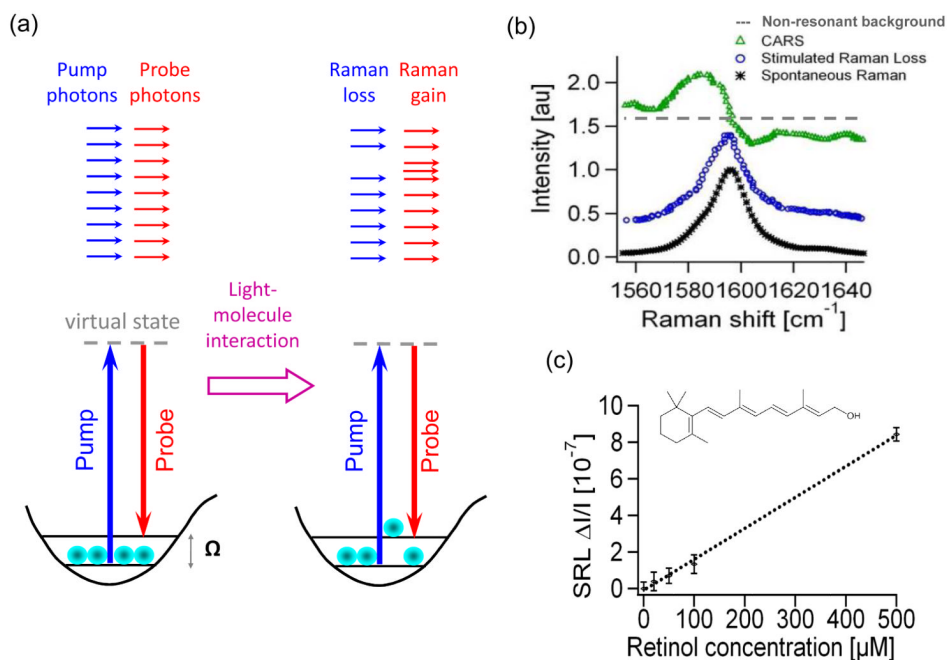 (a)
Pump
photons
Probe
photons
Raman
loss
Raman
gain
virtual state
Light-
molecule
interaction
Pump
Probe
Ω
Pump
Probe
(b)
Non-resonant background
CARS
Stimulated Raman Loss
Spontaneous Raman
Intensity [au]
2.0
1.5
1.0
0.5
0.0
1560 1580 1600 1620 1640
Raman shift [cm⁻¹]
(c)
OH
SRL ΔI/I [10⁻⁷]
10
8
6
4
2
0
0 100 200 300 400 500
Retinol concentration [µM]